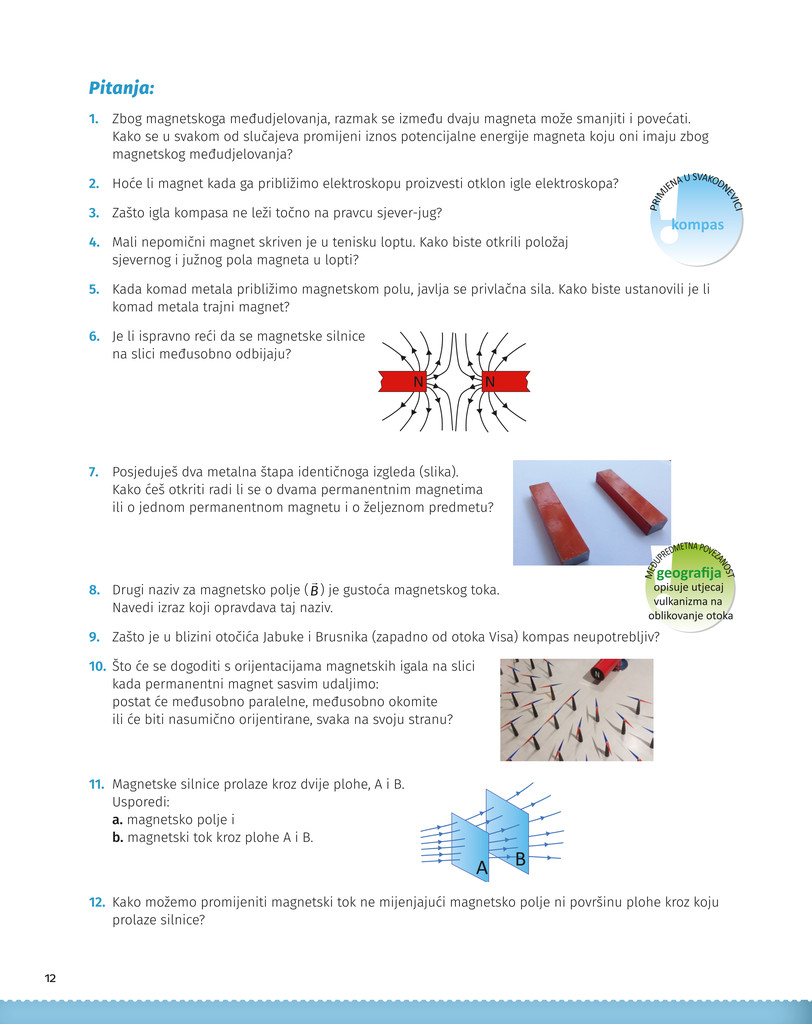 Pitanja:
1. Zbog magnetskoga međudjelovanja, razmak se između dvaju magneta može smanjiti i povećati.
Kako se u svakom od slučajeva promijeni iznos potencijalne energije magneta koju oni imaju zbog
magnetskog međudjelovanja?
2. Hoće li magnet kada ga približimo elektroskopu proizvesti otklon igle elektroskopa?
PRIMJENA U SVAKODNEVICI
kompas
3. Zašto igla kompasa ne leži točno na pravcu sjever-jug?
4. Mali nepomični magnet skriven je u tenisku loptu. Kako biste otkrili položaj
sjevernog i južnog pola magneta u lopti?
5. Kada komad metala približimo magnetskom polu, javlja se privlačna sila. Kako biste ustanovili je li
komad metala trajni magnet?
6. Je li ispravno reći da se magnetske silnice
na slici međusobno odbijaju?
N N
7. Posjeduješ dva metalna štapa identičnoga izgleda (slika).
Kako ćeš otkriti radi li se o dvama permanentnim magnetima
ili o jednom permanentnom magnetu i o željeznom predmetu?
MEĐUPREDMETNA POVEZANOST
geografija
opisuje utjecaj
vulkanizma na
oblikovanje otoka
8. Drugi naziv za magnetsko polje (B⃗) je gustoća magnetskog toka.
Navedi izraz koji opravdava taj naziv.
9. Zašto je u blizini otočića Jabuke i Brusnika (zapadno od otoka Visa) kompas neupotrebljiv?
10. Što će se dogoditi s orijentacijama magnetskih igala na slici
kada permanentni magnet sasvim udaljimo:
postat će međusobno paralelne, međusobno okomite
ili će biti nasumično orijentirane, svaka na svoju stranu?
N
11. Magnetske silnice prolaze kroz dvije plohe, A i B.
Usporedi:
a. magnetsko polje i
b. magnetski tok kroz plohe A i B.
A B
12. Kako možemo promijeniti magnetski tok ne mijenjajući magnetsko polje ni površinu plohe kroz koju
prolaze silnice?
12